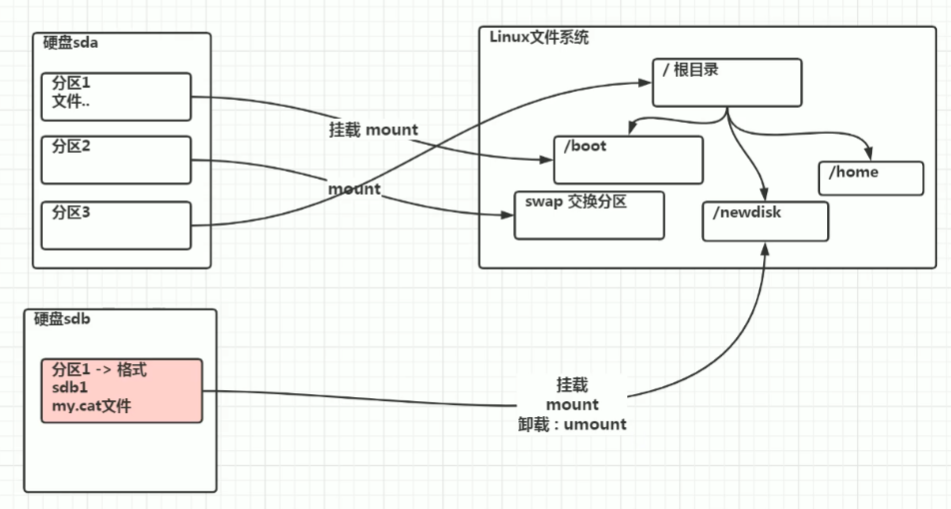 硬盘sda
分区1
文件..
分区2
分区3
挂载 mount
mount
Linux文件系统
/ 根目录
/boot
/home
swap 交换分区
/newdisk
硬盘sdb
分区1 -> 格式
sdb1
my.cat文件
挂载
mount
卸载 : umount